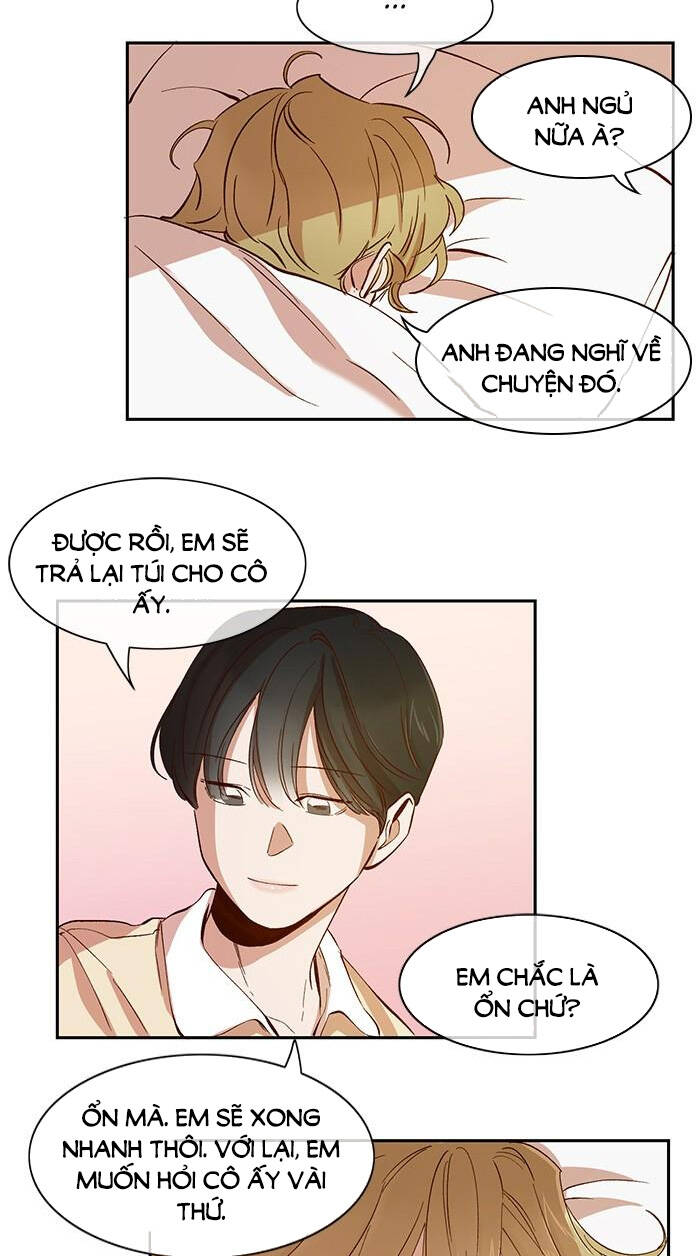 ...
ANH NGỦ
NỮA À?
ANH ĐANG NGHĨ VỀ
CHUYỆN ĐÓ.
ĐƯỢC RỒI, EM SẼ
TRẢ LẠI TÚI CHO CÔ
ẤY.
EM CHẮC LÀ
ỔN CHỨ?
ỔN MÀ. EM SẼ XONG
NHANH THÔI. VỚI LẠI, EM
MUỐN HỎI CÔ ẤY VÀI
THỨ.